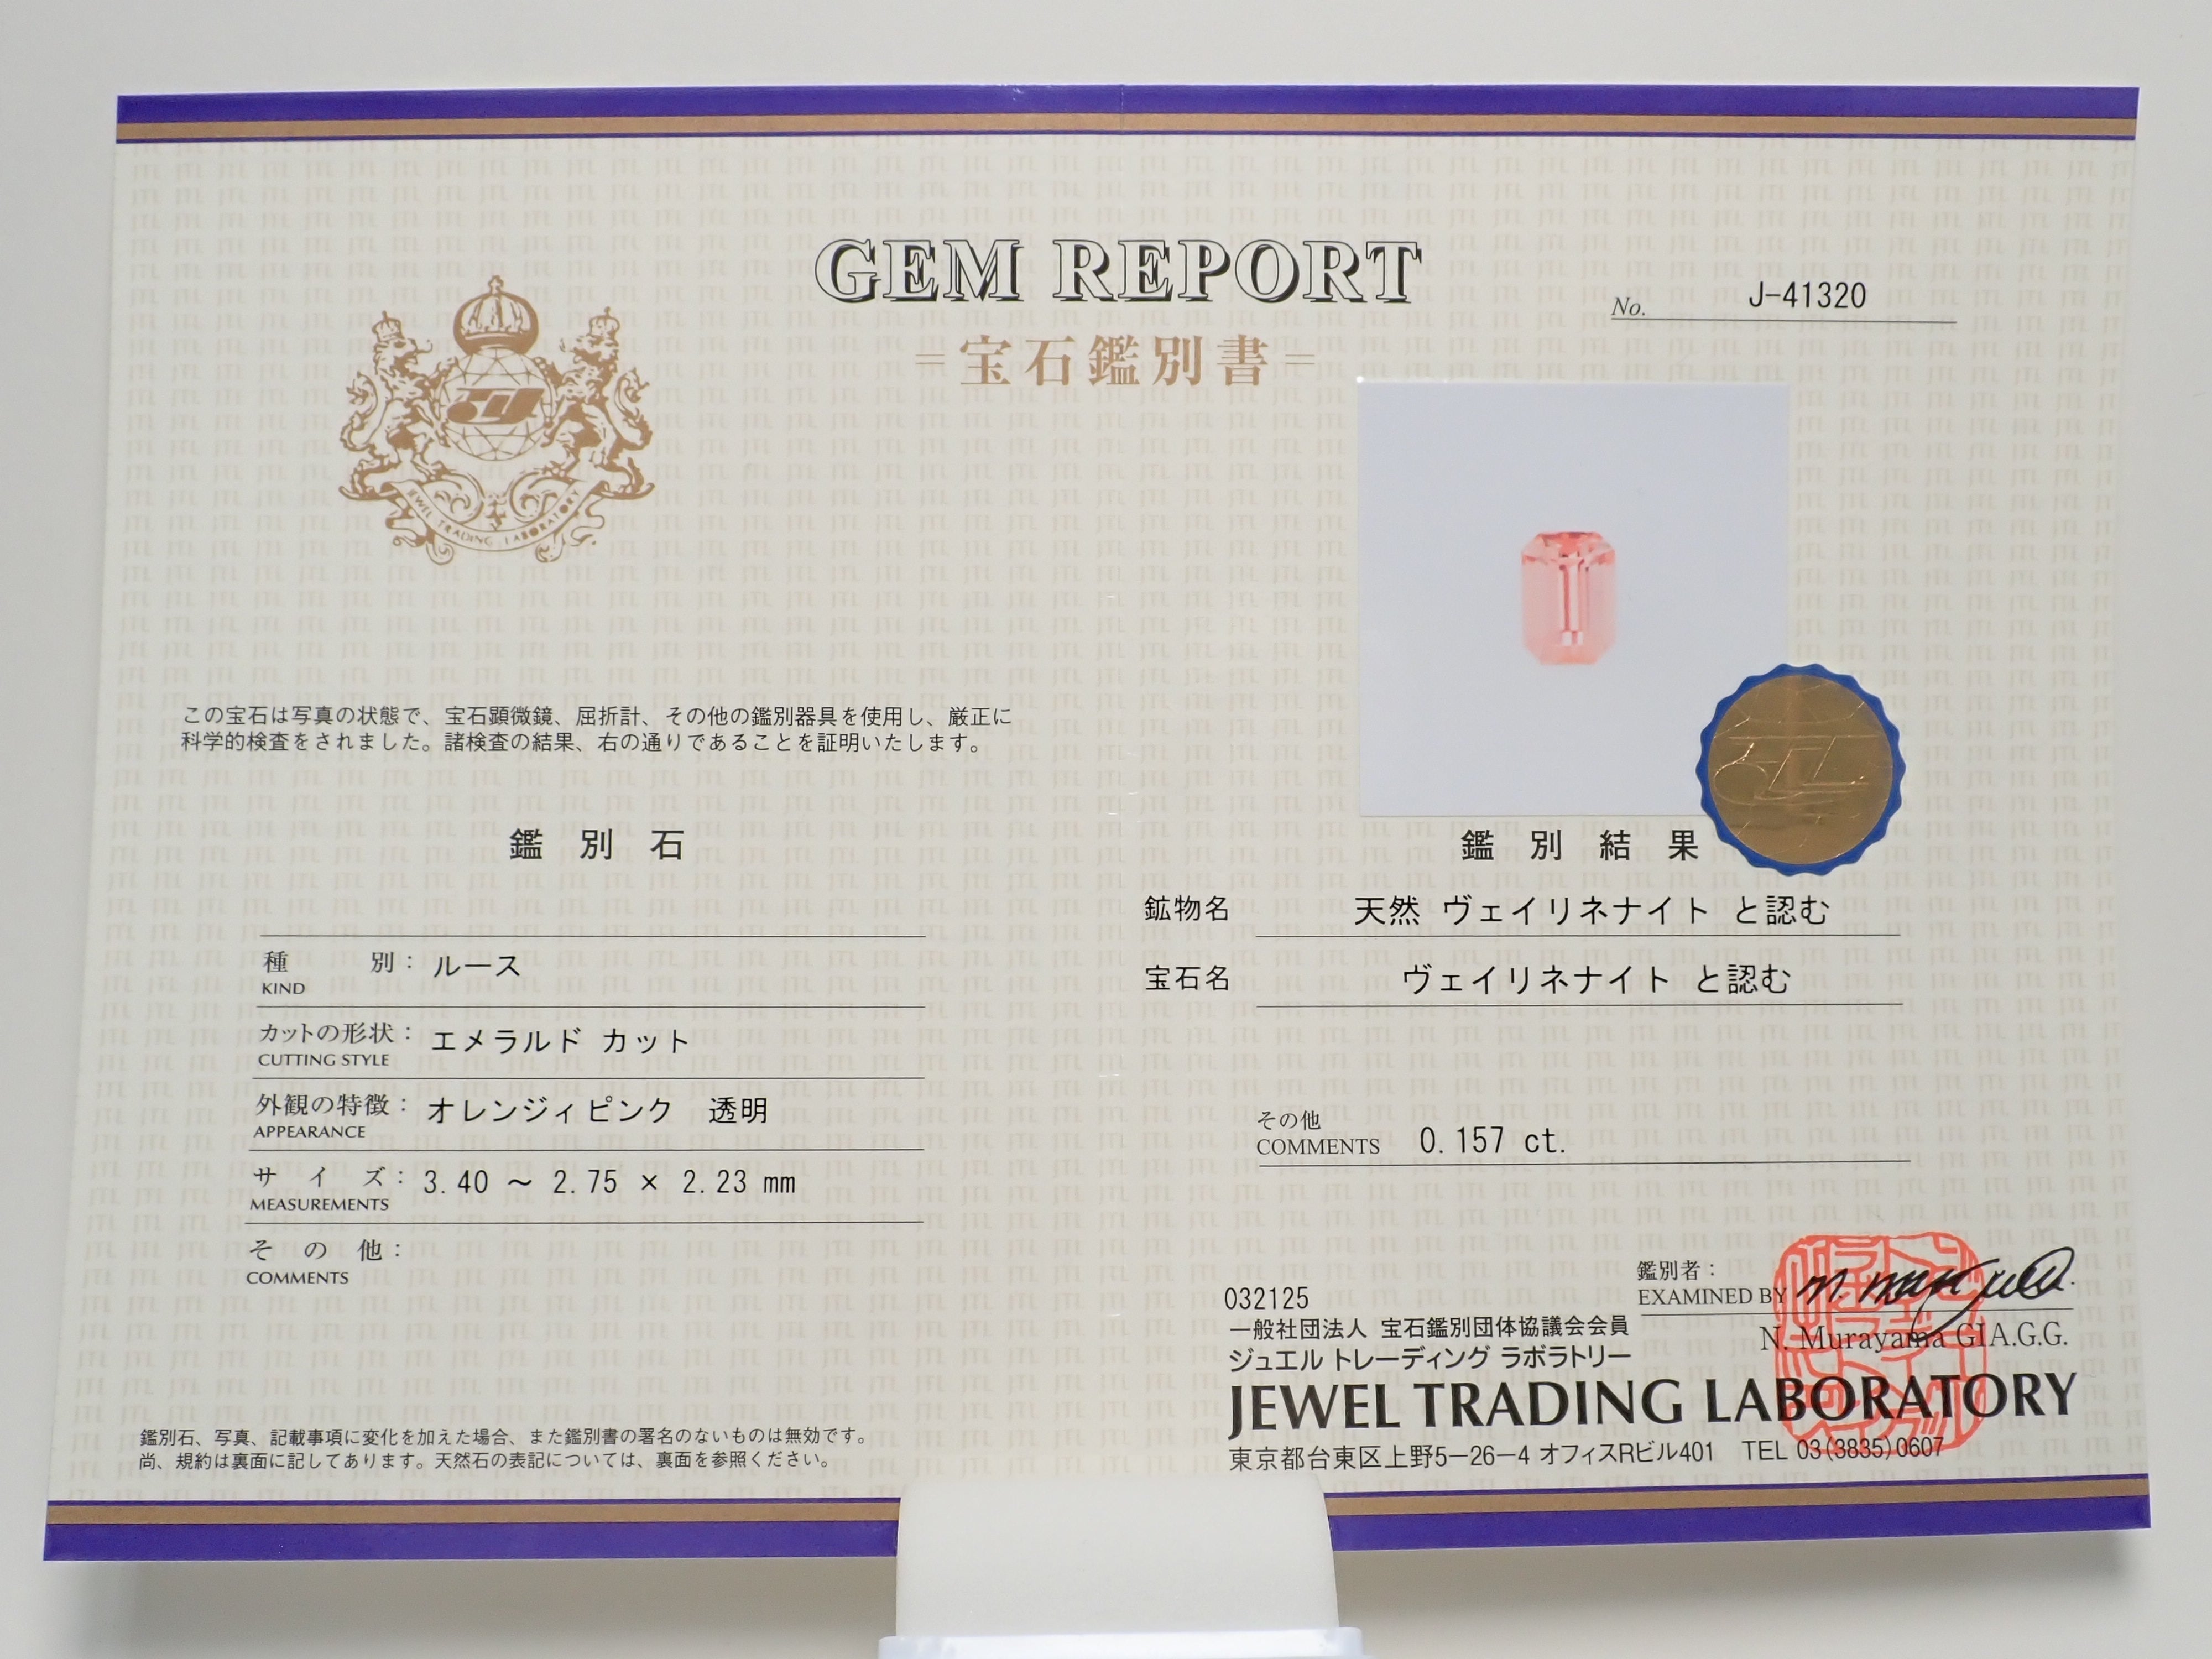 GEM REPORT
No. J-41320
=宝石鑑別書=
JEWEL TRADING LABORATORY
この宝石は写真の状態で、宝石顕微鏡、屈折計、その他の鑑別器具を使用し、厳正に
科学的検査をされました。諸検査の結果、右の通りであることを証明いたします。
鑑別石
種別: ルース
KIND
カットの形状: エメラルド カット
CUTTING STYLE
外観の特徴: オレンジィピンク 透明
APPEARANCE
サイズ: 3.40 ～ 2.75 × 2.23 mm
MEASUREMENTS
その他:
COMMENTS
鑑別石、写真、記載事項に変化を加えた場合、また鑑別書の署名のないものは無効です。
尚、規約は裏面に記してあります。天然石の表記については、裏面を参照ください。
鑑別結果
鉱物名 天然 ヴェイリネナイト と認む
宝石名 ヴェイリネナイト と認む
その他
COMMENTS 0.157 ct.
鑑別者:
EXAMINED BY
N. Murayama GIA.G.G.
032125
一般社団法人 宝石鑑別団体協議会会員
ジュエル トレーディング ラボラトリー
JEWEL TRADING LABORATORY
東京都台東区上野5－26－4 オフィスRビル401 TEL 03(3835)0607